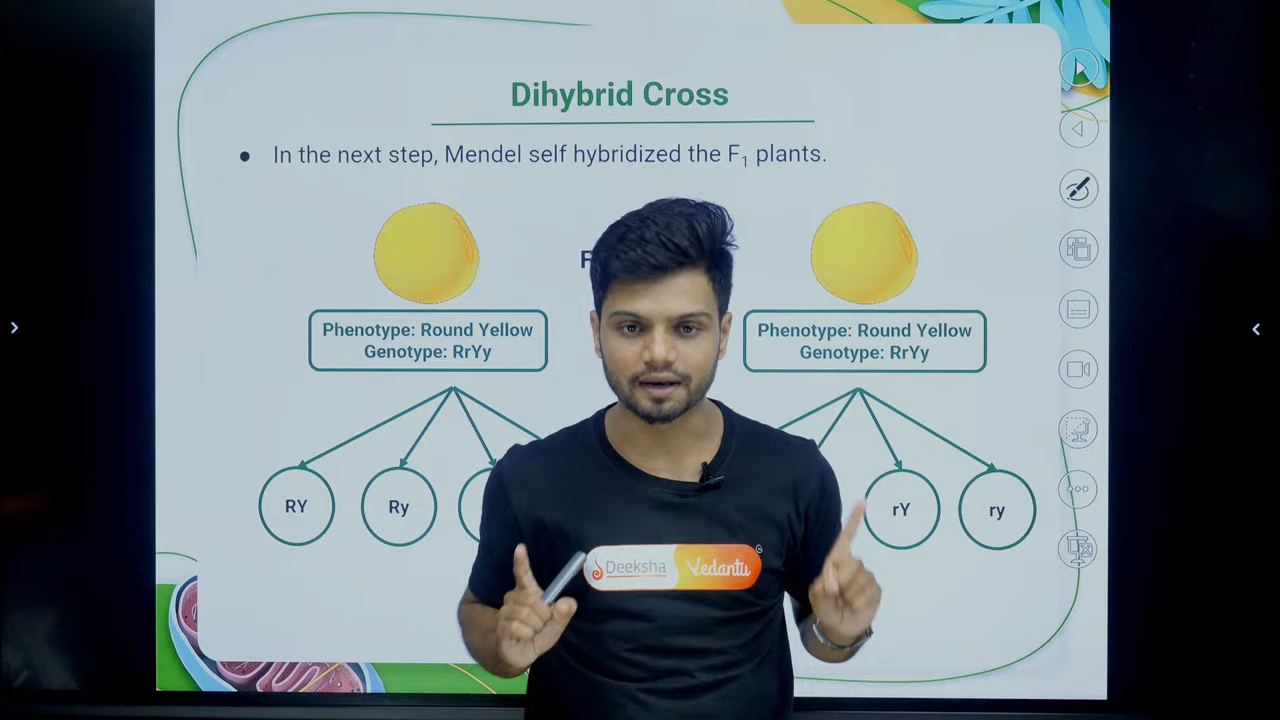 Dihybrid Cross
● In the next step, Mendel self hybridized the F₁ plants.
F
Phenotype: Round Yellow
Genotype: RrYy
Phenotype: Round Yellow
Genotype: RrYy
RY
Ry
rY
ry
Deeksha
Vedantu